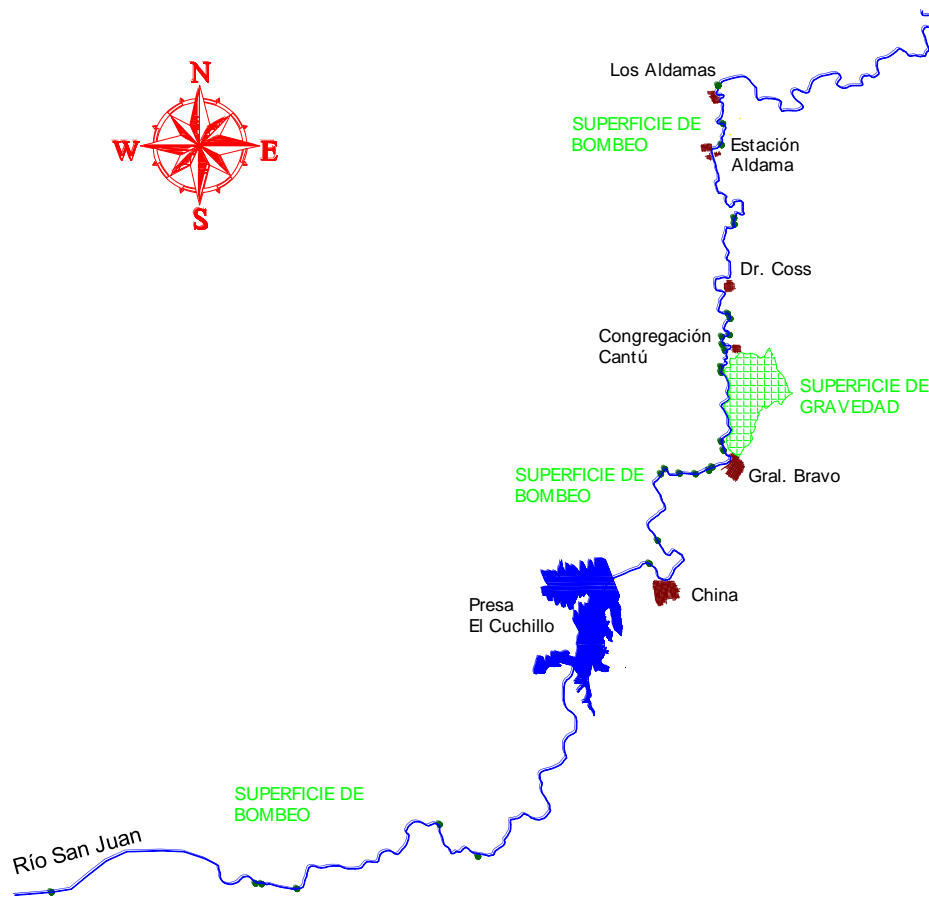 N
W
E
S
Los Aldamas
SUPERFICIE DE
BOMBEO
Estación
Aldama
Dr. Coss
Congregación
Cantú
SUPERFICIE DE
GRAVEDAD
SUPERFICIE DE
BOMBEO
Gral. Bravo
China
Presa
El Cuchillo
SUPERFICIE DE
BOMBEO
Río San Juan